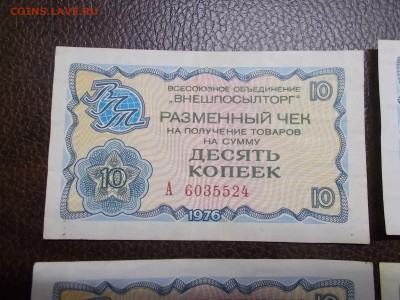 COINS.LAVE.RU
ВСЕСОЮЗНОЕ ОБЪЕДИНЕНИЕ
„ВНЕШПОСЫЛТОРГ"
10
ВПТ
РАЗМЕННЫЙ ЧЕК
НА ПОЛУЧЕНИЕ ТОВАРОВ
НА СУММУ
ДЕСЯТЬ
КОПЕЕК
10
А 6035524
10
1976